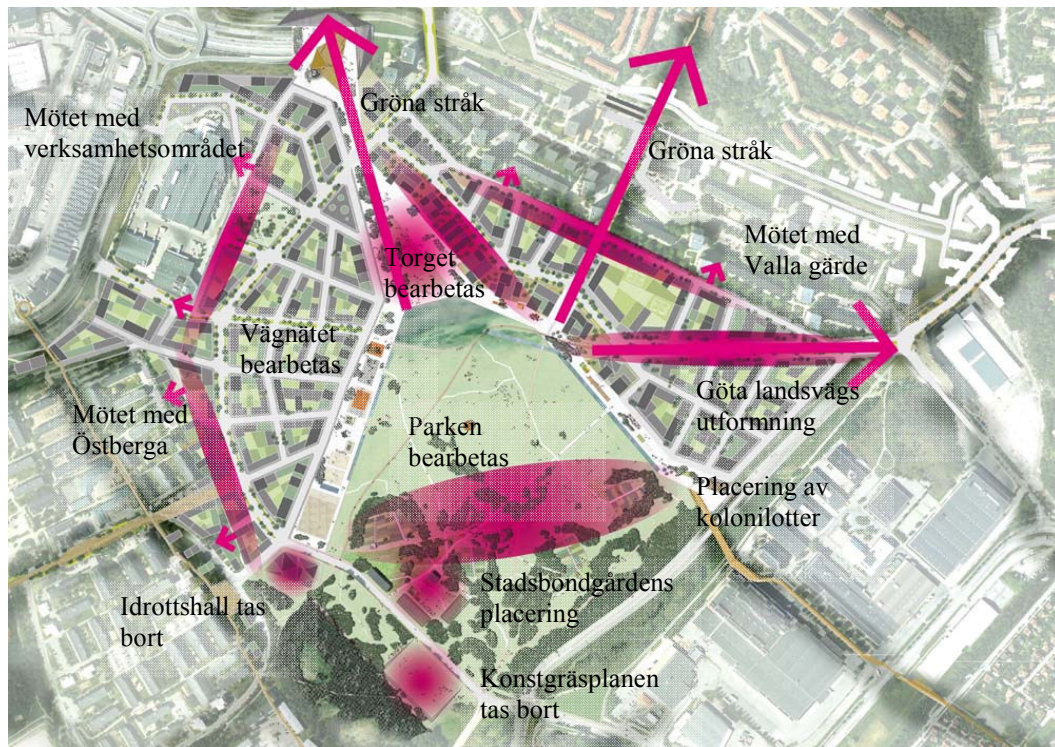 Gröna stråk
Mötet med
verksamhetsområdet
Gröna stråk
Mötet med
Valla gärde
Torget
bearbetas
Vägnätet
bearbetas
Göta landsvägs
utformning
Mötet med
Östberga
Parken
bearbetas
Placering av
kolonilotter
Stadsbondgårdens
placering
Idrottshall tas
bort
Konstgräsplanen
tas bort